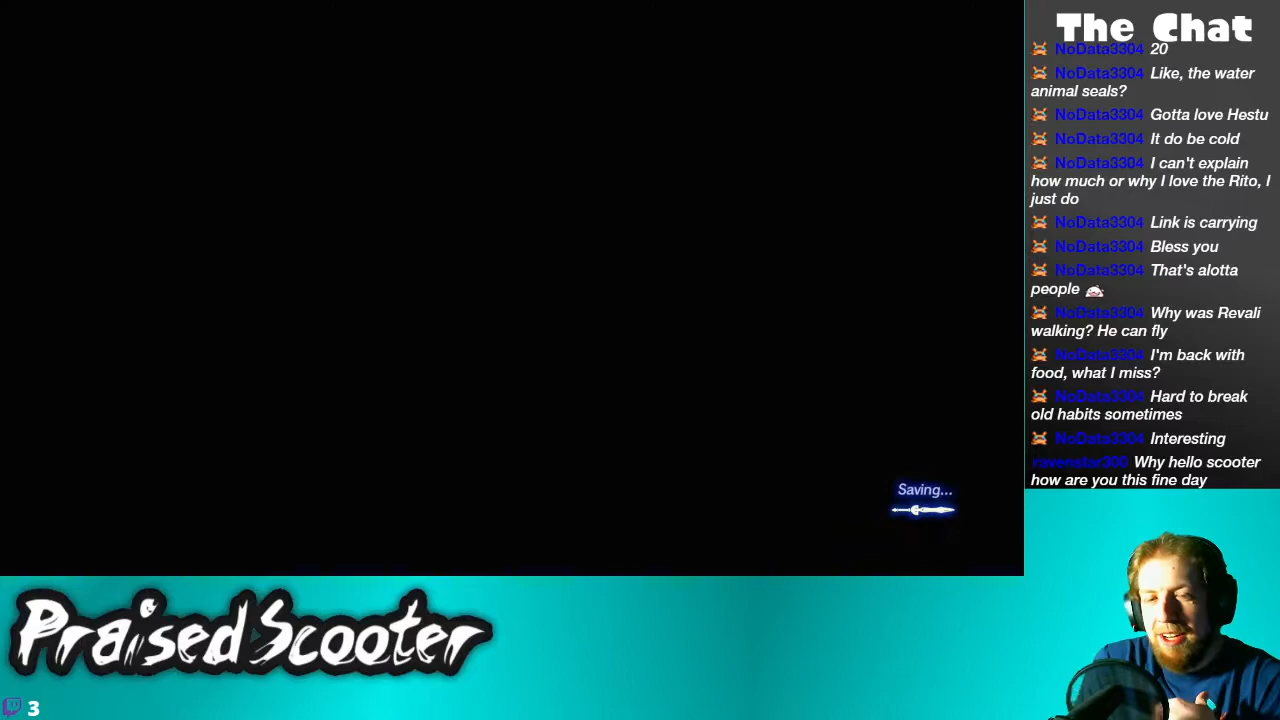 The Chat
NoData3304 20
NoData3304 Like, the water
animal seals?
NoData3304 Gotta love Hestu
NoData3304 It do be cold
NoData3304 I can't explain
how much or why I love the Rito, I
just do
NoData3304 Link is carrying
NoData3304 Bless you
NoData3304 That's alotta
people
NoData3304 Why was Revali
walking? He can fly
NoData3304 I'm back with
food, what I miss?
NoData3304 Hard to break
old habits sometimes
NoData3304 Interesting
ravenstar300 Why hello scooter
how are you this fine day
Saving...
Praised Scooter
3